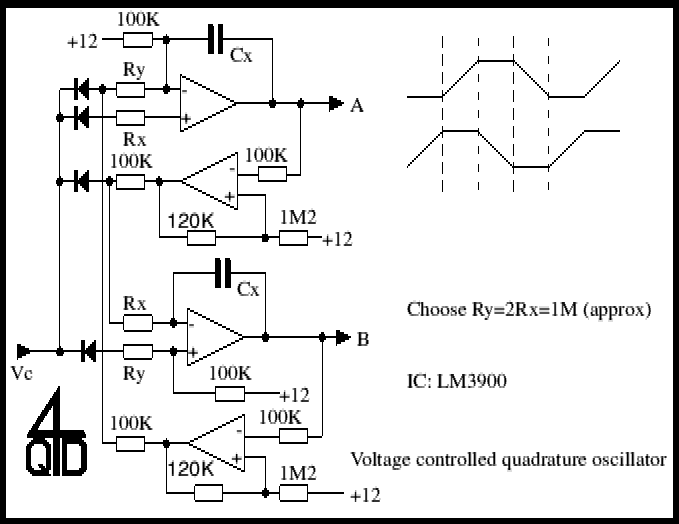 100K
+12
Cx
Ry
-
+
A
Rx
100K
100K
-
+
120K
1M2
+12
Cx
Rx
-
Choose Ry=2Rx=1M (approx)
B
+
Vc
Ry
100K
+12
IC: LM3900
100K
100K
-
4QD
+
120K
1M2
Voltage controlled quadrature oscillator
+12